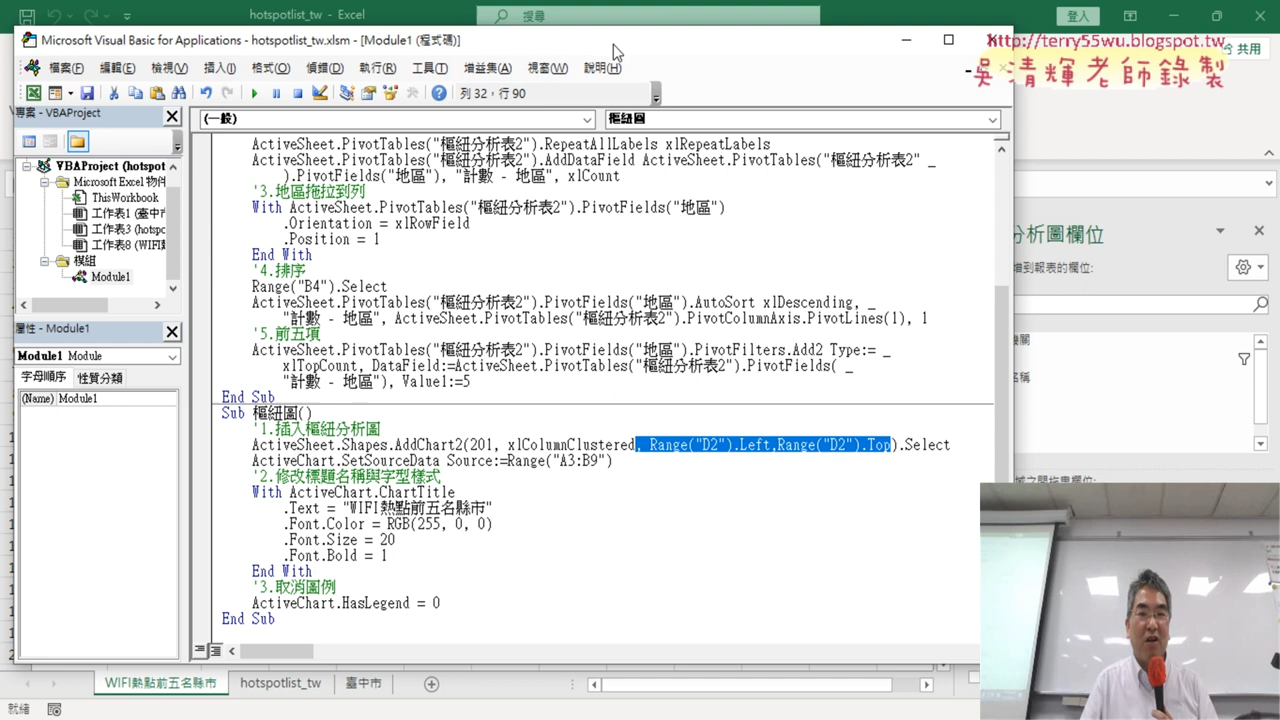 hotspotlist_tw - Excel
搜尋
登入
Microsoft Visual Basic for Applications - hotspotlist_tw.xlsm - [Module1 (程式碼)]
http://terry55wu.blogspot.tw
吳清輝老師錄製
共用
檔案(F) 編輯(E) 檢視(V) 插入(I) 格式(O) 偵錯(D) 執行(R) 工具(T) 增益集(A) 視窗(W) 說明(H)
列 32，行 90
專案 - VBAProject
(一般)
樞紐圖
VBAProject (hotspot
Microsoft Excel 物件
ThisWorkbook
工作表1 (臺中市
工作表3 (hotspo
工作表8 (WIFI熱
模組
Module1
屬性 - Module1
Module1 Module
字母順序 性質分類
(Name) Module1
ActiveSheet.PivotTables("樞紐分析表2").RepeatAllLabels xlRepeatLabels
ActiveSheet.PivotTables("樞紐分析表2").AddDataField ActiveSheet.PivotTables("樞紐分析表2" _
).PivotFields("地區"), "計數 - 地區", xlCount
'3.地區拖拉到列
With ActiveSheet.PivotTables("樞紐分析表2").PivotFields("地區")
.Orientation = xlRowField
.Position = 1
End With
'4.排序
Range("B4").Select
ActiveSheet.PivotTables("樞紐分析表2").PivotFields("地區").AutoSort xlDescending, _
"計數 - 地區", ActiveSheet.PivotTables("樞紐分析表2").PivotColumnAxis.PivotLines(1), 1
'5.前五項
ActiveSheet.PivotTables("樞紐分析表2").PivotFields("地區").PivotFilters.Add2 Type:= _
xlTopCount, DataField:=ActiveSheet.PivotTables("樞紐分析表2").PivotFields( _
"計數 - 地區"), Value1:=5
End Sub
Sub 樞紐圖()
'1.插入樞紐分析圖
ActiveSheet.Shapes.AddChart2(201, xlColumnClustered, Range("D2").Left,Range("D2").Top).Select
ActiveChart.SetSourceData Source:=Range("A3:B9")
'2.修改標題名稱與字型樣式
With ActiveChart.ChartTitle
.Text = "WIFI熱點前五名縣市"
.Font.Color = RGB(255, 0, 0)
.Font.Size = 20
.Font.Bold = 1
End With
'3.取消圖例
ActiveChart.HasLegend = 0
End Sub
分析圖欄位
增到報表的欄位:
機關
名稱
WIFI熱點前五名縣市 hotspotlist_tw 臺中市
就緒